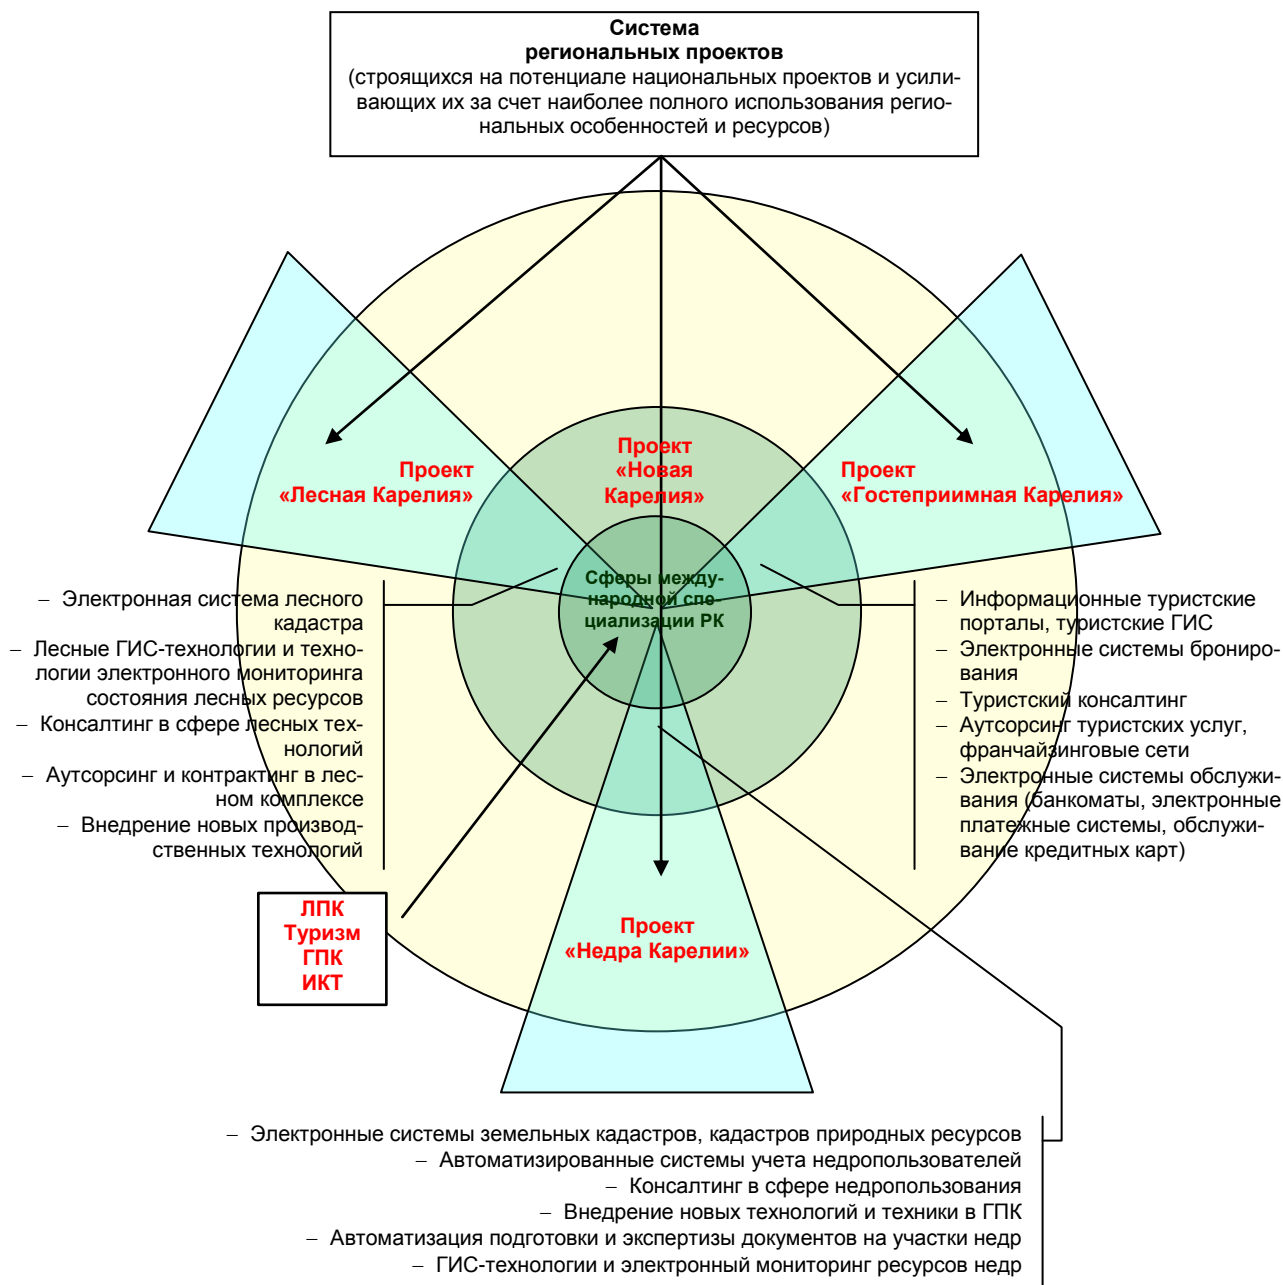 Система
региональных проектов
(строящихся на потенциале национальных проектов и усили-
вающих их за счет наиболее полного использования регио-
нальных особенностей и ресурсов)
Проект
«Лесная Карелия»
Проект
«Новая
Карелия»
Проект
«Гостеприимная Карелия»
Сферы между-
народной спе-
циализации РК
– Электронная система лесного
кадастра
– Лесные ГИС-технологии и техно-
логии электронного мониторинга
состояния лесных ресурсов
– Консалтинг в сфере лесных тех-
нологий
– Аутсорсинг и контрактинг в лес-
ном комплексе
– Внедрение новых производ-
ственных технологий
– Информационные туристские
порталы, туристские ГИС
– Электронные системы брониро-
вания
– Туристский консалтинг
– Аутсорсинг туристских услуг,
франчайзинговые сети
– Электронные системы обслужи-
вания (банкоматы, электронные
платежные системы, обслужи-
вание кредитных карт)
ЛПК
Туризм
ГПК
ИКТ
Проект
«Недра Карелии»
– Электронные системы земельных кадастров, кадастров природных ресурсов
– Автоматизированные системы учета недропользователей
– Консалтинг в сфере недропользования
– Внедрение новых технологий и техники в ГПК
– Автоматизация подготовки и экспертизы документов на участки недр
– ГИС-технологии и электронный мониторинг ресурсов недр